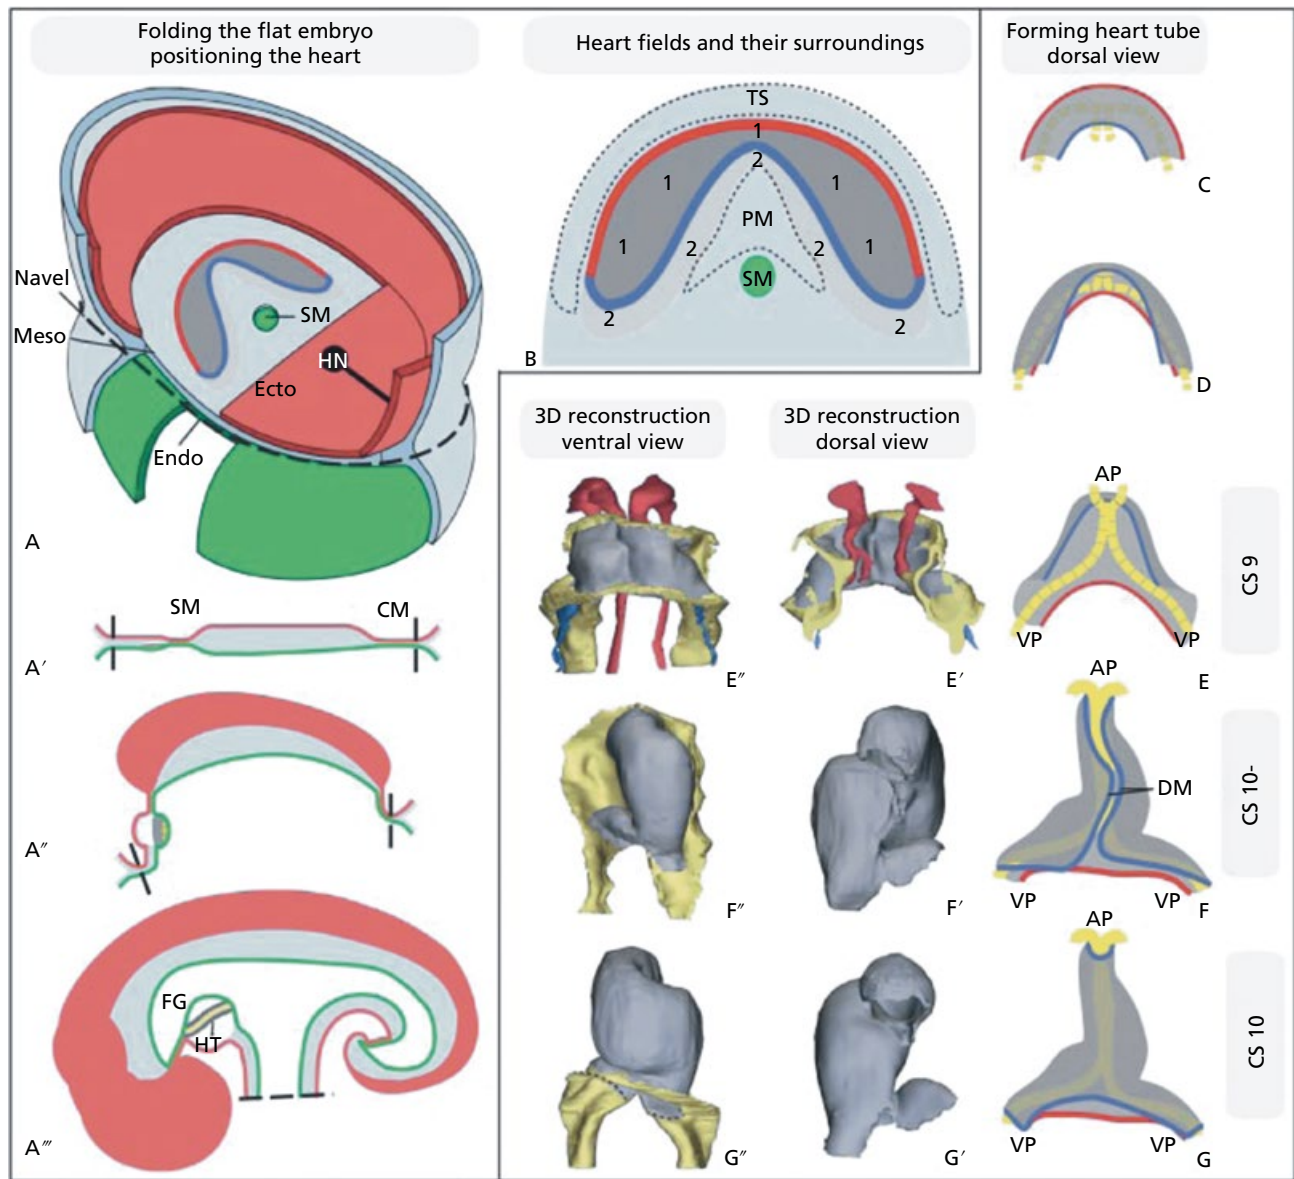 Folding the flat embryo
positioning the heart
Navel
Meso
SM
HN
Ecto
Endo
A
SM
CM
A′
A″
FG
HT
A‴
Heart fields and their surroundings
TS
1
2
1
1
PM
1
2
2
1
SM
2
2
B
Forming heart tube
dorsal view
C
D
3D reconstruction
ventral view
3D reconstruction
dorsal view
E″
E′
AP
VP
VP
E
CS 9
F″
F′
AP
DM
VP
VP
F
CS 10-
G″
G′
AP
VP
VP
G
CS 10